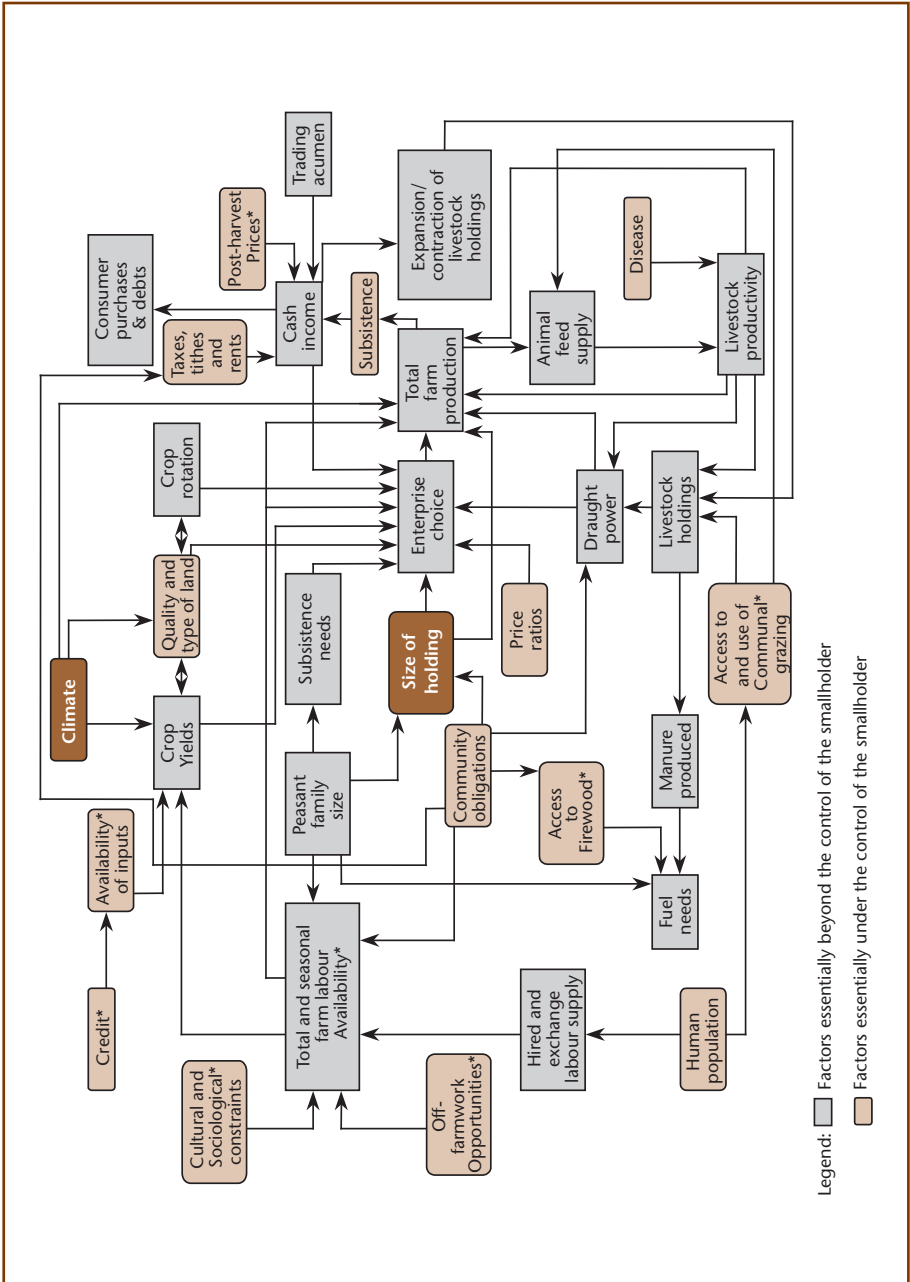 Credit*
Availability*
of inputs
Climate
Taxes,
tithes
and
rents
Consumer
purchases
& debts
Cultural and
Sociological*
constraints
Crop
Yields
Quality and
type of land
Crop
rotation
Post-harvest
Prices*
Total and seasonal
farm labour
Availability*
Peasant
family
size
Subsistence
needs
Cash
income
Trading
acumen
Subsistence
Off-
farmwork
Opportunities*
Community
obligations
Size of
holding
Enterprise
choice
Total
farm
production
Expansion/
contraction of
livestock
holdings
Hired and
exchange
labour supply
Access
to
Firewood*
Price
ratios
Draught
power
Animal
feed
supply
Disease
Human
population
Fuel
needs
Manure
produced
Access to
and use of
Communal*
grazing
Livestock
holdings
Livestock
productivity
Legend: Factors essentially beyond the control of the smallholder
Factors essentially under the control of the smallholder